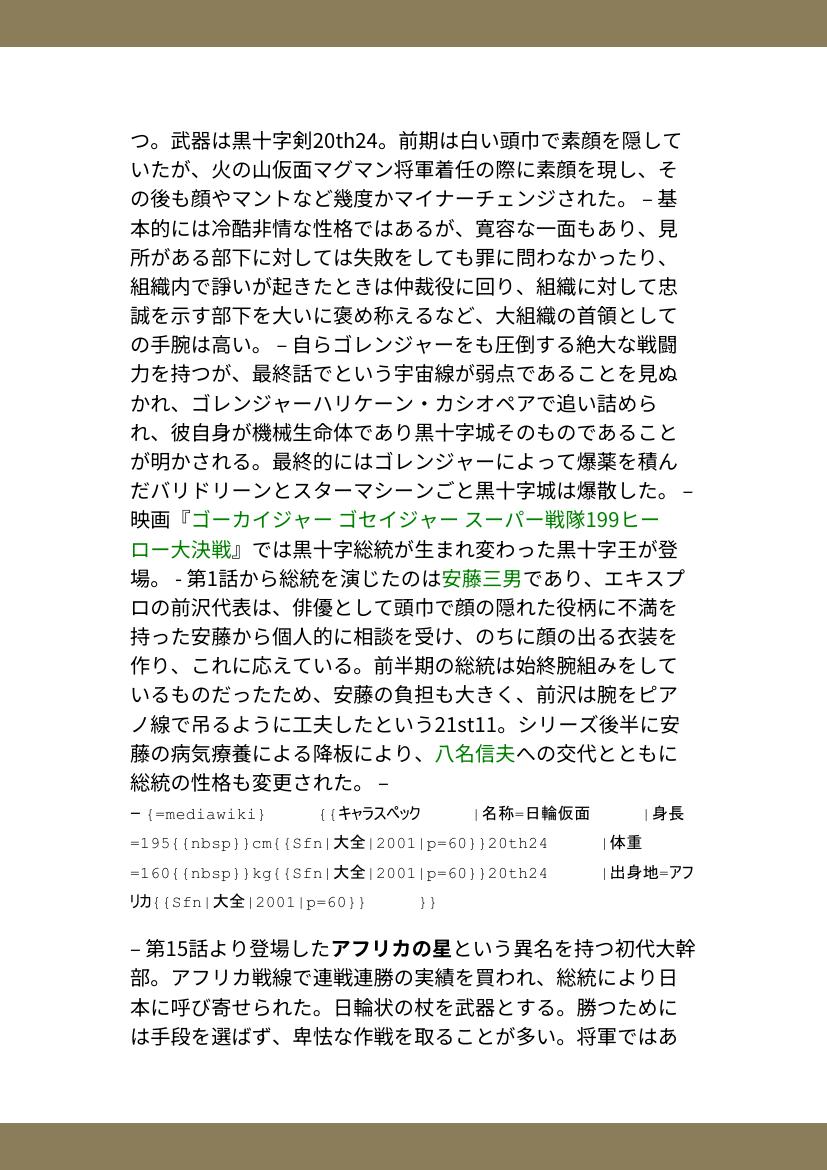 つ。武器は黒十字剣20th24。前期は白い頭巾で素顔を隠して
いたが、火の山仮面マグマン将軍着任の際に素顔を現し、そ
の後も顔やマントなど幾度かマイナーチェンジされた。 – 基
本的には冷酷非情な性格ではあるが、寛容な一面もあり、見
所がある部下に対しては失敗をしても罪に問わなかったり、
組織内で諍いが起きたときは仲裁役に回り、組織に対して忠
誠を示す部下を大いに褒め称えるなど、大組織の首領として
の手腕は高い。 – 自らゴレンジャーをも圧倒する絶大な戦闘
力を持つが、最終話でという宇宙線が弱点であることを見ぬ
かれ、ゴレンジャーハリケーン・カシオペアで追い詰めら
れ、彼自身が機械生命体であり黒十字城そのものであること
が明かされる。最終的にはゴレンジャーによって爆薬を積ん
だバリドリーンとスターマシーンごと黒十字城は爆散した。 –
映画『ゴーカイジャー ゴセイジャー スーパー戦隊199ヒー
ロー大決戦』では黒十字総統が生まれ変わった黒十字王が登
場。 - 第1話から総統を演じたのは安藤三男であり、エキスプ
ロの前沢代表は、俳優として頭巾で顔の隠れた役柄に不満を
持った安藤から個人的に相談を受け、のちに顔の出る衣装を
作り、これに応えている。前半期の総統は始終腕組みをして
いるものだったため、安藤の負担も大きく、前沢は腕をピア
ノ線で吊るように工夫したという21st11。シリーズ後半に安
藤の病気療養による降板により、八名信夫への交代とともに
総統の性格も変更された。 –
– {=mediawiki} {{キャラスペック |名称=日輪仮面 |身長
=195{{nbsp}}cm{{Sfn|大全|2001|p=60}}20th24 |体重
=160{{nbsp}}kg{{Sfn|大全|2001|p=60}}20th24 |出身地=アフ
リカ{{Sfn|大全|2001|p=60}} }}
– 第15話より登場したアフリカの星という異名を持つ初代大幹
部。アフリカ戦線で連戦連勝の実績を買われ、総統により日
本に呼び寄せられた。日輪状の杖を武器とする。勝つために
は手段を選ばず、卑怯な作戦を取ることが多い。将軍ではあ